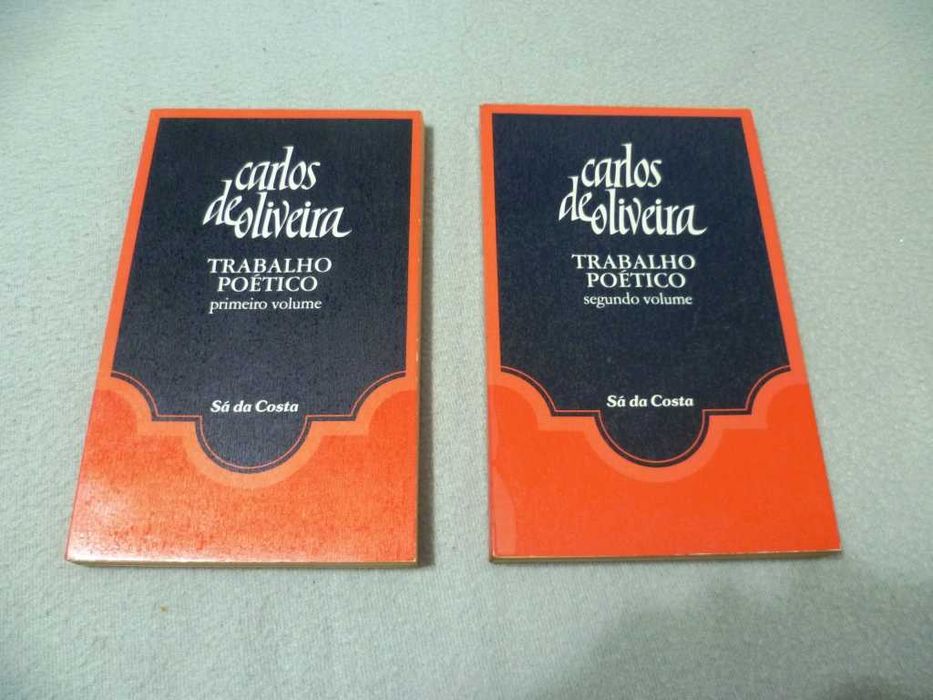 carlos
de oliveira
TRABALHO
POÉTICO
primeiro volume
Sá da Costa
carlos
de oliveira
TRABALHO
POÉTICO
segundo volume
Sá da Costa